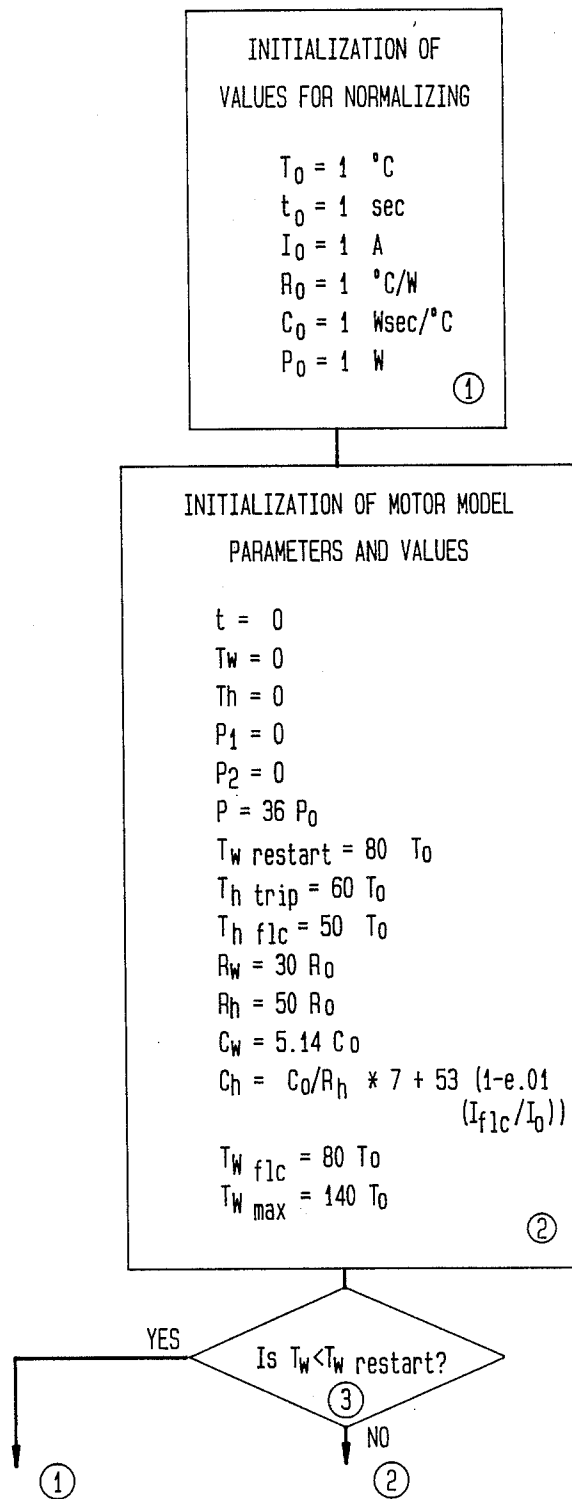 INITIALIZATION OF
VALUES FOR NORMALIZING
T0 = 1 °C
t0 = 1 sec
I0 = 1 A
R0 = 1 °C/W
C0 = 1 Wsec/°C
P0 = 1 W
1
INITIALIZATION OF MOTOR MODEL
PARAMETERS AND VALUES
t = 0
Tw = 0
Th = 0
P1 = 0
P2 = 0
P = 36 P0
Tw restart = 80 T0
Th trip = 60 T0
Th flc = 50 T0
Rw = 30 R0
Rh = 50 R0
Cw = 5.14 C0
Ch = C0/Rh * 7 + 53 (1-e.01
(Iflc/I0))
TW flc = 80 T0
TW max = 140 T0
2
YES
Is Tw<Tw restart?
3
NO
1
2